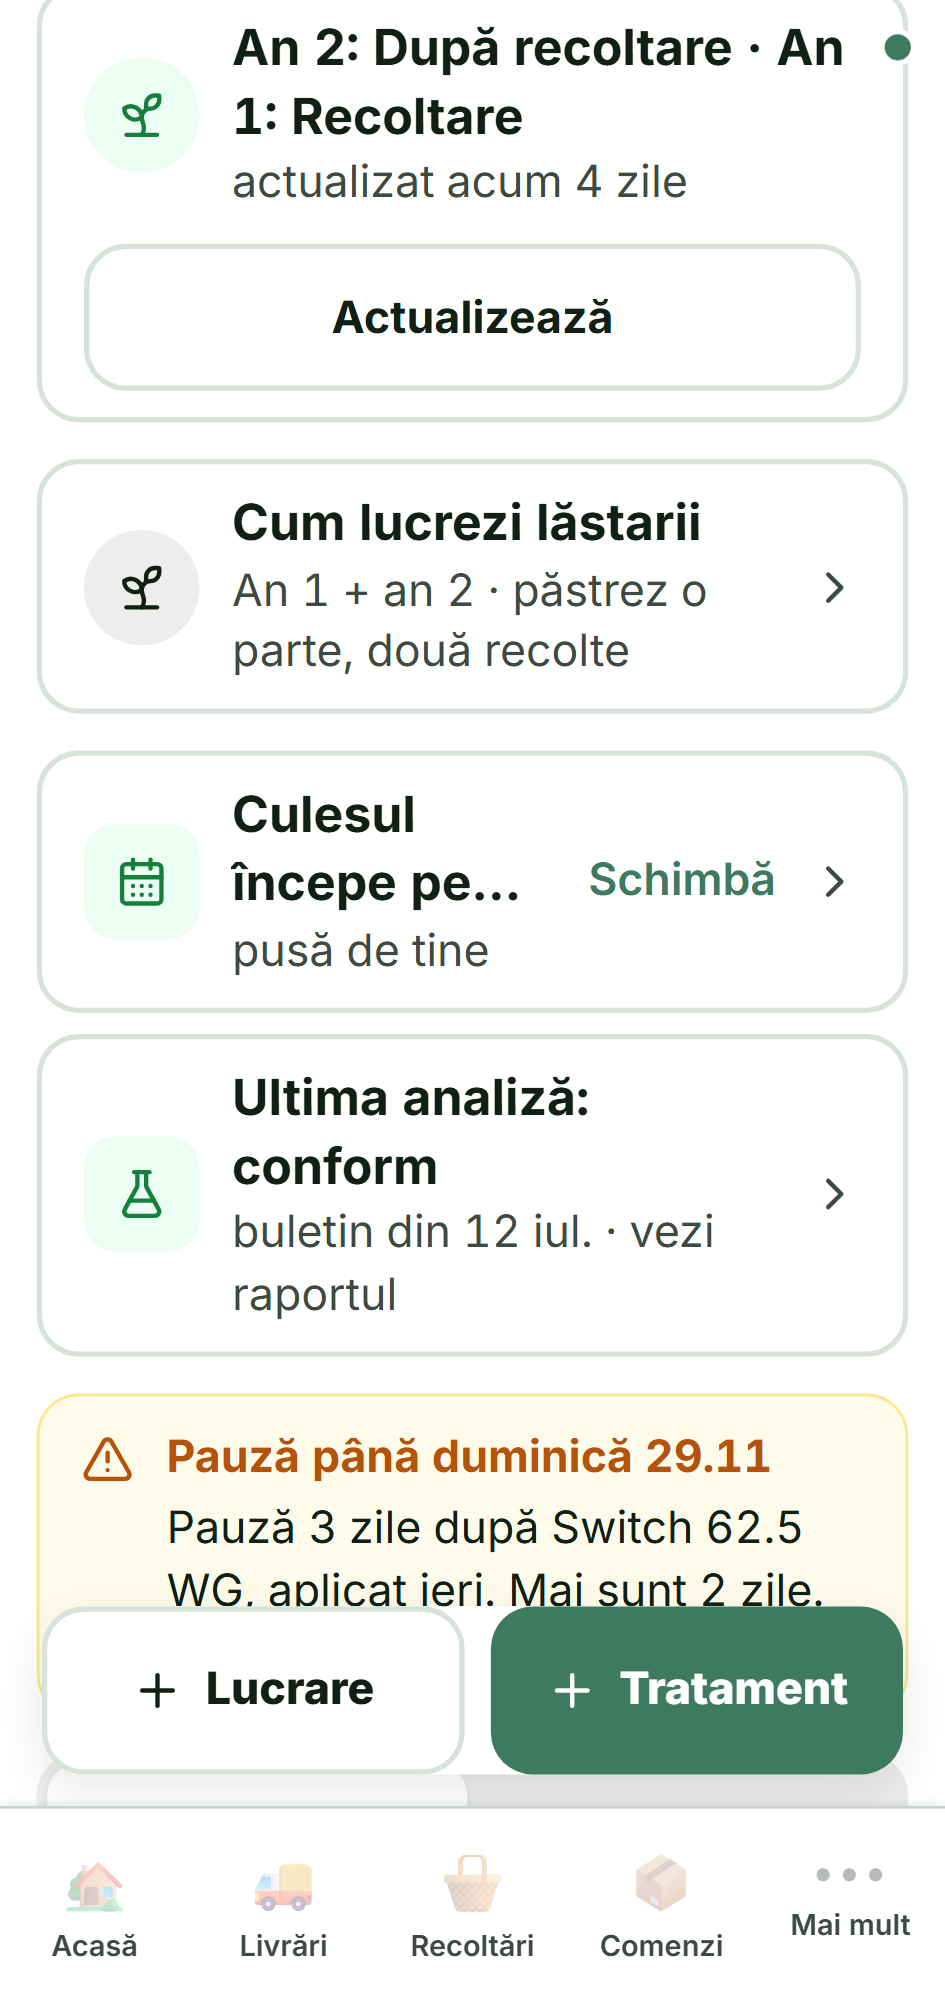 An 2: După recoltare · An
1: Recoltare
actualizat acum 4 zile
Actualizează
Cum lucrezi lăstarii
An 1 + an 2 · păstrez o
parte, două recolte
Culesul
începe pe...
Schimbă
pusă de tine
Ultima analiză:
conform
buletin din 12 iul. · vezi
raportul
Pauză până duminică 29.11
Pauză 3 zile după Switch 62.5
WG, aplicat ieri. Mai sunt 2 zile.
+ Lucrare
+ Tratament
Acasă
Livrări
Recoltări
Comenzi
Mai mult